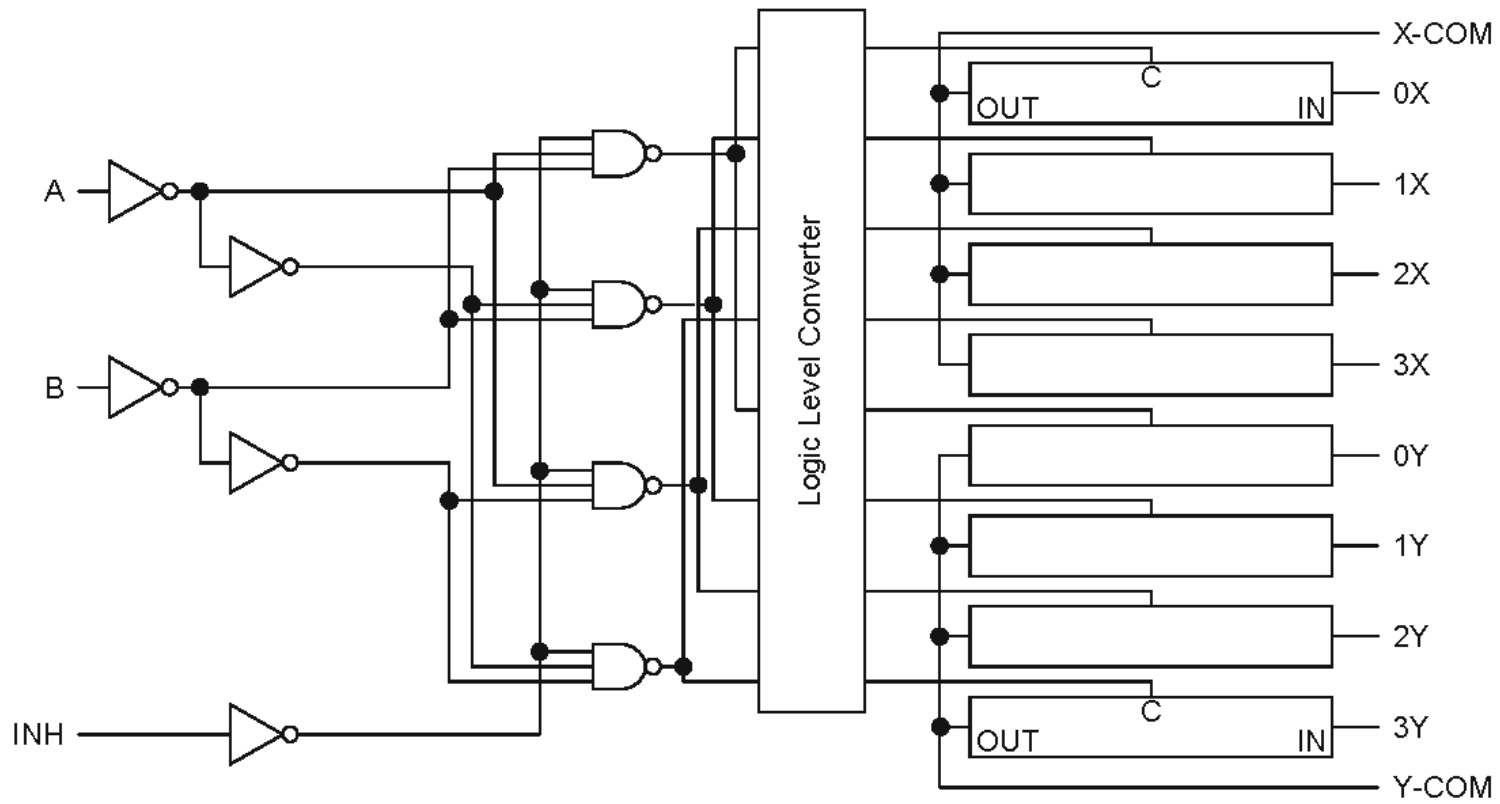 X-COM
C
OUT IN 0X
1X
2X
3X
0Y
1Y
2Y
C
OUT IN 3Y
Y-COM
A
B
INH
Logic Level Converter